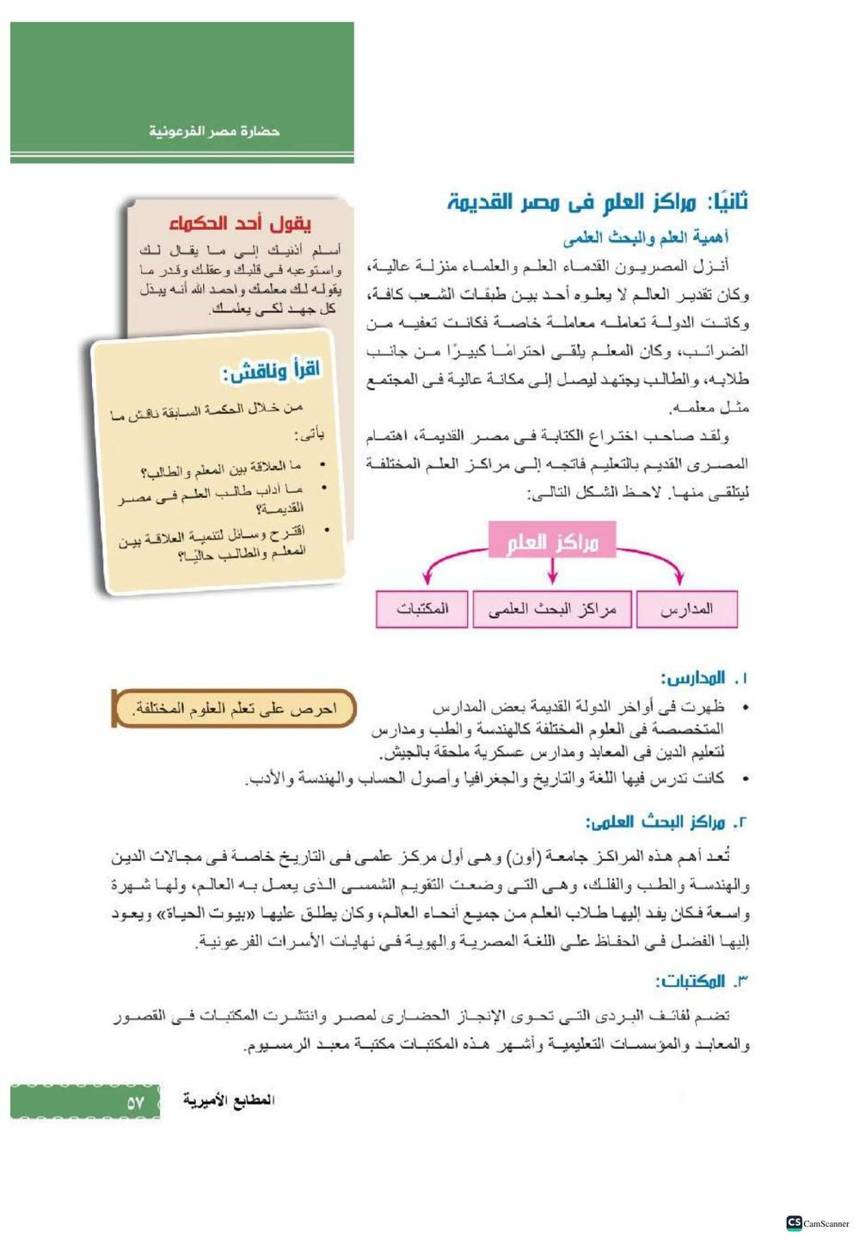 حضارة مصر الفرعونية
ثانيًا: مراكز العلم فى مصر القديمة
أهمية العلم والبحث العلمى
أنزل المصريون القدماء العلم والعلماء منزلة عالية،
وكان تقدير العالم لا يعلوه أحد بين طبقات الشعب كافة،
وكانت الدولة تعامله معاملة خاصة فكانت تعفيه من
الضرائب، وكان المعلم يلقى احترامًا كبيرًا من جانب
طلابه، والطالب يجتهد ليصل إلى مكانة عالية فى المجتمع
مثل معلمه.
ولقد صاحب اختراع الكتابة فى مصر القديمة، اهتمام
المصرى القديم بالتعليم فاتجه إلى مراكز العلم المختلفة
ليتلقى منها. لاحظ الشكل التالى:
يقول أحد الحكماء
أسلم أذنيك إلى ما يقال لك
واستوعبه فى قلبك وعقلك وقدر ما
يقوله لك معلمك واحمد الله أنه يبذل
كل جهد لكى يعلمك.
اقرأ وناقش:
من خلال الحكمة السابقة ناقش ما
يأتى:
• ما العلاقة بين المعلم والطالب؟
• ما آداب طالب العلم فى مصر
القديمة؟
• اقترح وسائل لتنمية العلاقة بين
المعلم والطالب حاليًا؟
مراكز العلم
المدارس
مراكز البحث العلمى
المكتبات
١. المدارس:
• ظهرت فى أواخر الدولة القديمة بعض المدارس
المتخصصة فى العلوم المختلفة كالهندسة والطب ومدارس
لتعليم الدين فى المعابد ومدارس عسكرية ملحقة بالجيش.
• كانت تدرس فيها اللغة والتاريخ والجغرافيا وأصول الحساب والهندسة والأدب.
احرص على تعلم العلوم المختلفة.
٢. مراكز البحث العلمى:
تُعد أهم هذه المراكز جامعة (أون) وهى أول مركز علمى فى التاريخ خاصة فى مجالات الدين
والهندسة والطب والفلك، وهى التى وضعت التقويم الشمسى الذى يعمل به العالم، ولها شهرة
واسعة فكان يفد إليها طلاب العلم من جميع أنحاء العالم، وكان يطلق عليها «بيوت الحياة» ويعود
إليها الفضل فى الحفاظ على اللغة المصرية والهوية فى نهايات الأسرات الفرعونية.
٣. المكتبات:
تضم لفائف البردى التى تحوى الإنجاز الحضارى لمصر وانتشرت المكتبات فى القصور
والمعابد والمؤسسات التعليمية وأشهر هذه المكتبات مكتبة معبد الرمسيوم.
المطابع الأميرية
٥٧
CS CamScanner